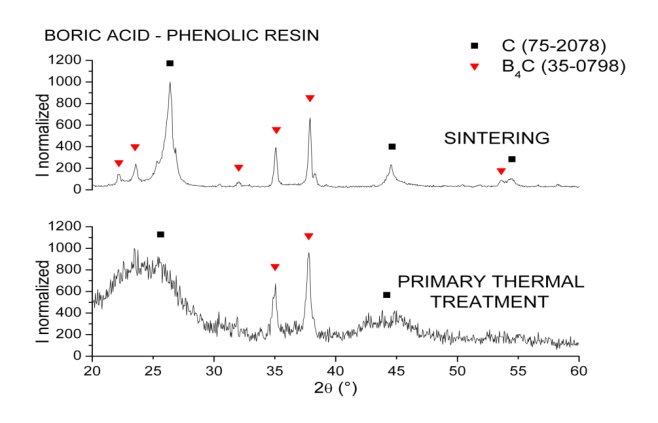 BORIC ACID - PHENOLIC RESIN
C (75-2078)
B₄C (35-0798)
1200
1000
800
600
400
200
0
I normalized
SINTERING
1200
1000
800
600
400
200
0
I normalized
PRIMARY THERMAL
TREATMENT
20 25 30 35 40 45 50 55 60
2θ (°)